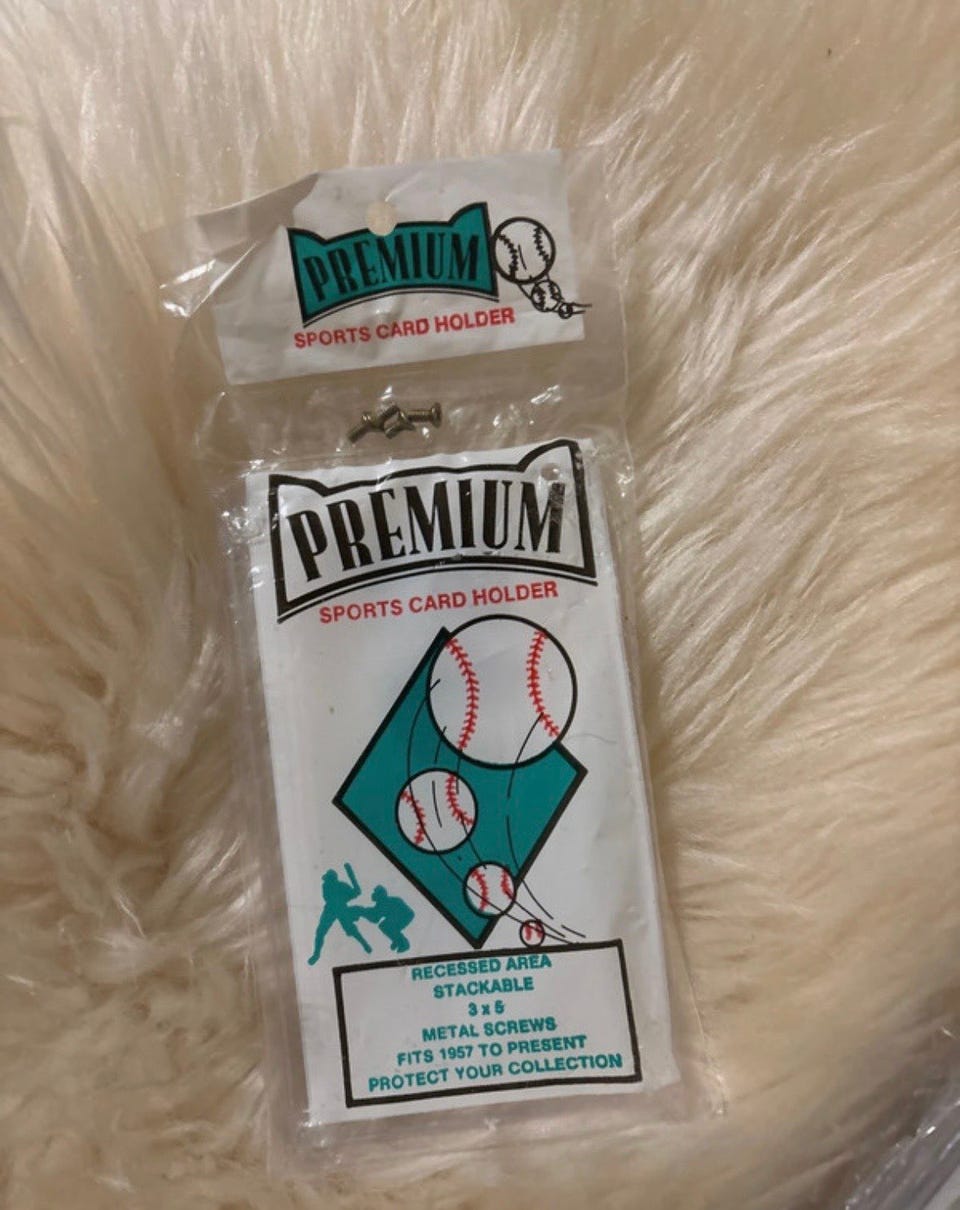 PREMIUM
SPORTS CARD HOLDER
PREMIUM
SPORTS CARD HOLDER
RECESSED AREA
STACKABLE
3 x 5
METAL SCREWS
FITS 1957 TO PRESENT
PROTECT YOUR COLLECTION